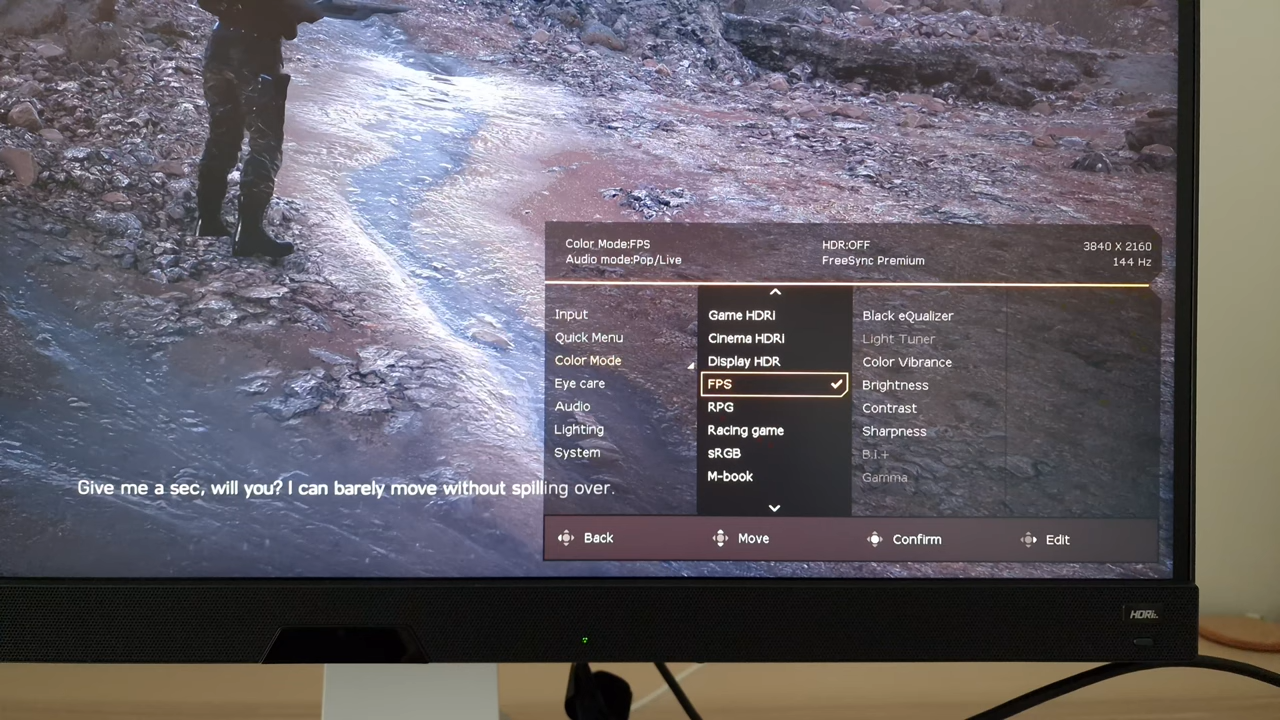 Color Mode:FPS
Audio mode:Pop/Live
HDR:OFF
FreeSync Premium
3840 X 2160
144 Hz
Input
Quick Menu
Color Mode
Eye care
Audio
Lighting
System
Game HDRi
Cinema HDRi
Display HDR
FPS
RPG
Racing game
sRGB
M-book
Black eQualizer
Light Tuner
Color Vibrance
Brightness
Contrast
Sharpness
B.I.+
Gamma
Give me a sec, will you? I can barely move without spilling over.
Back
Move
Confirm
Edit
HDRi